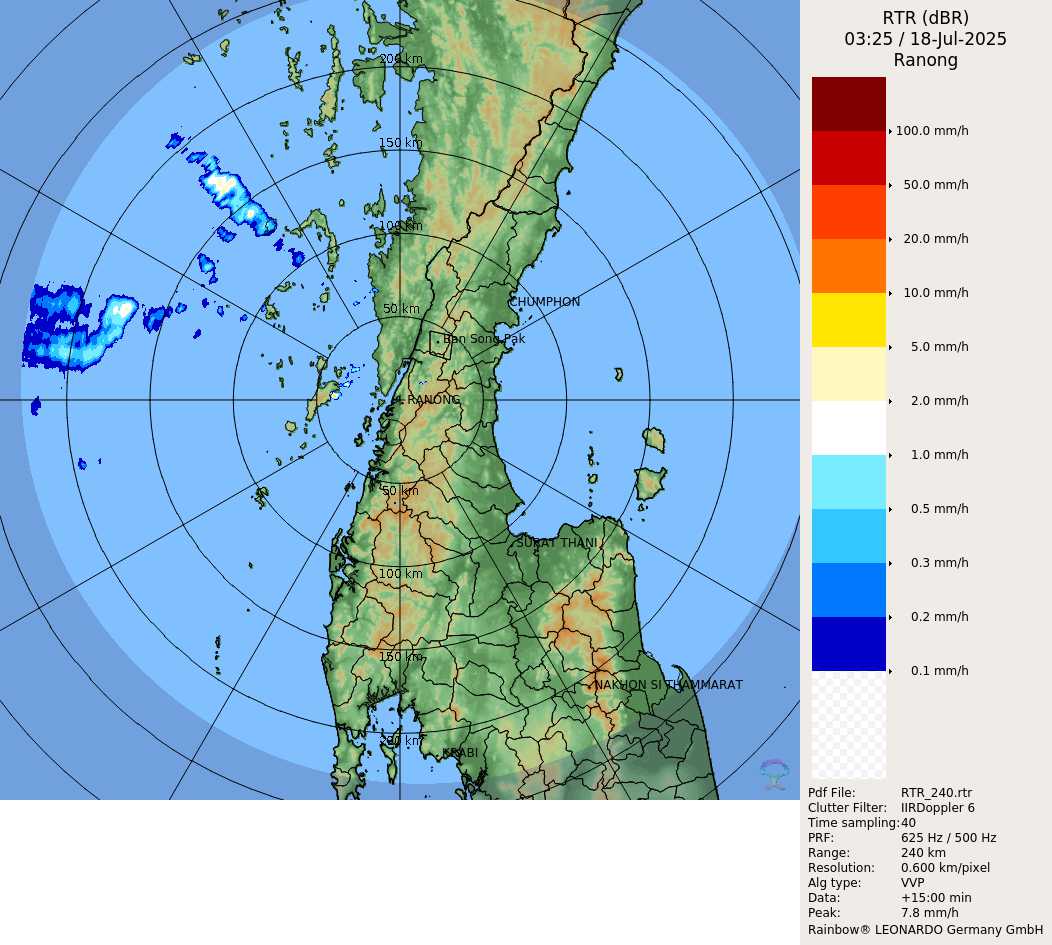 RTR (dBR)
03:25 / 18-Jul-2025
Ranong
200 km
150 km
100 km
50 km
CHUMPHON
Ban Song Pak
RANONG
50 km
SURAT THANI
100 km
150 km
NAKHON SI THAMMARAT
200 km
KRABI
100.0 mm/h
50.0 mm/h
20.0 mm/h
10.0 mm/h
5.0 mm/h
2.0 mm/h
1.0 mm/h
0.5 mm/h
0.3 mm/h
0.2 mm/h
0.1 mm/h
Pdf File: RTR_240.rtr
Clutter Filter: IIRDoppler 6
Time sampling:40
PRF: 625 Hz / 500 Hz
Range: 240 km
Resolution: 0.600 km/pixel
Alg type: VVP
Data: +15:00 min
Peak: 7.8 mm/h
Rainbow® LEONARDO Germany GmbH